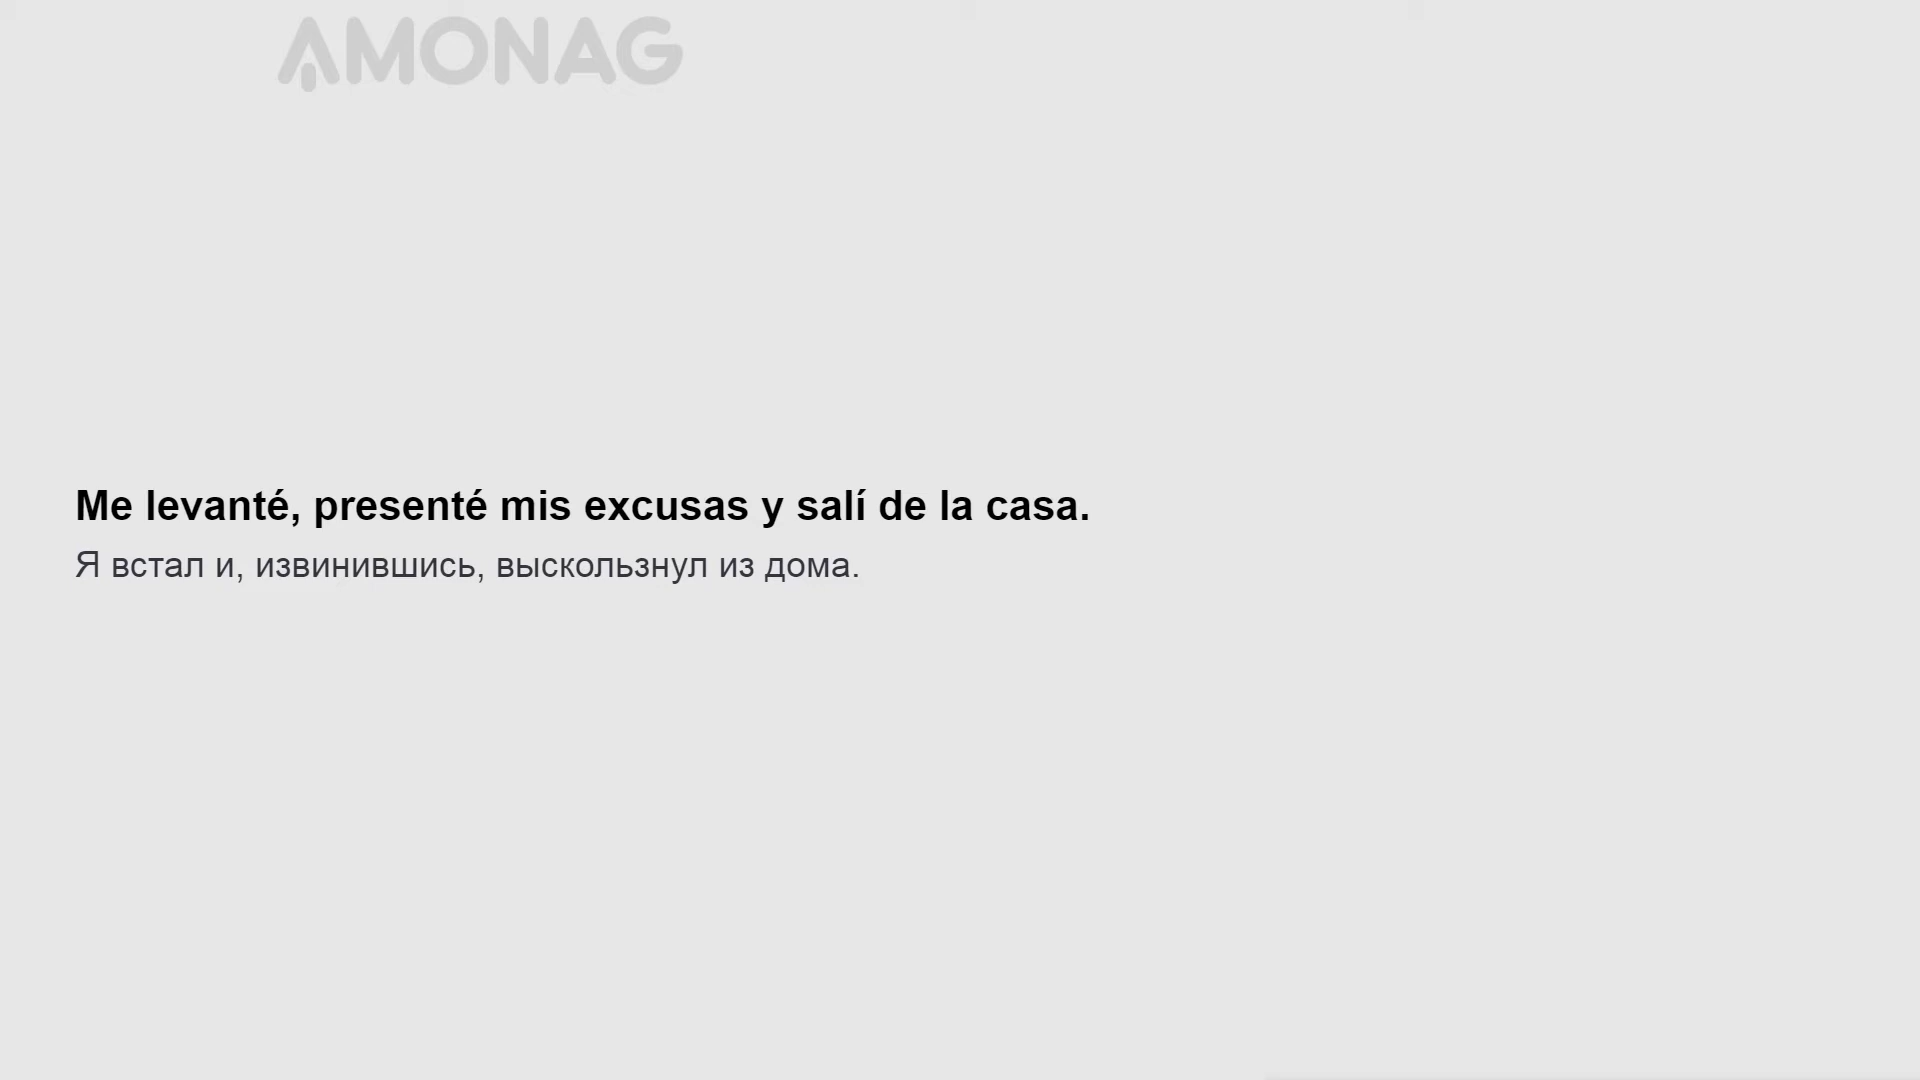 AMONAG
Me levanté, presenté mis excusas y salí de la casa.
Я встал и, извинившись, выскользнул из дома.